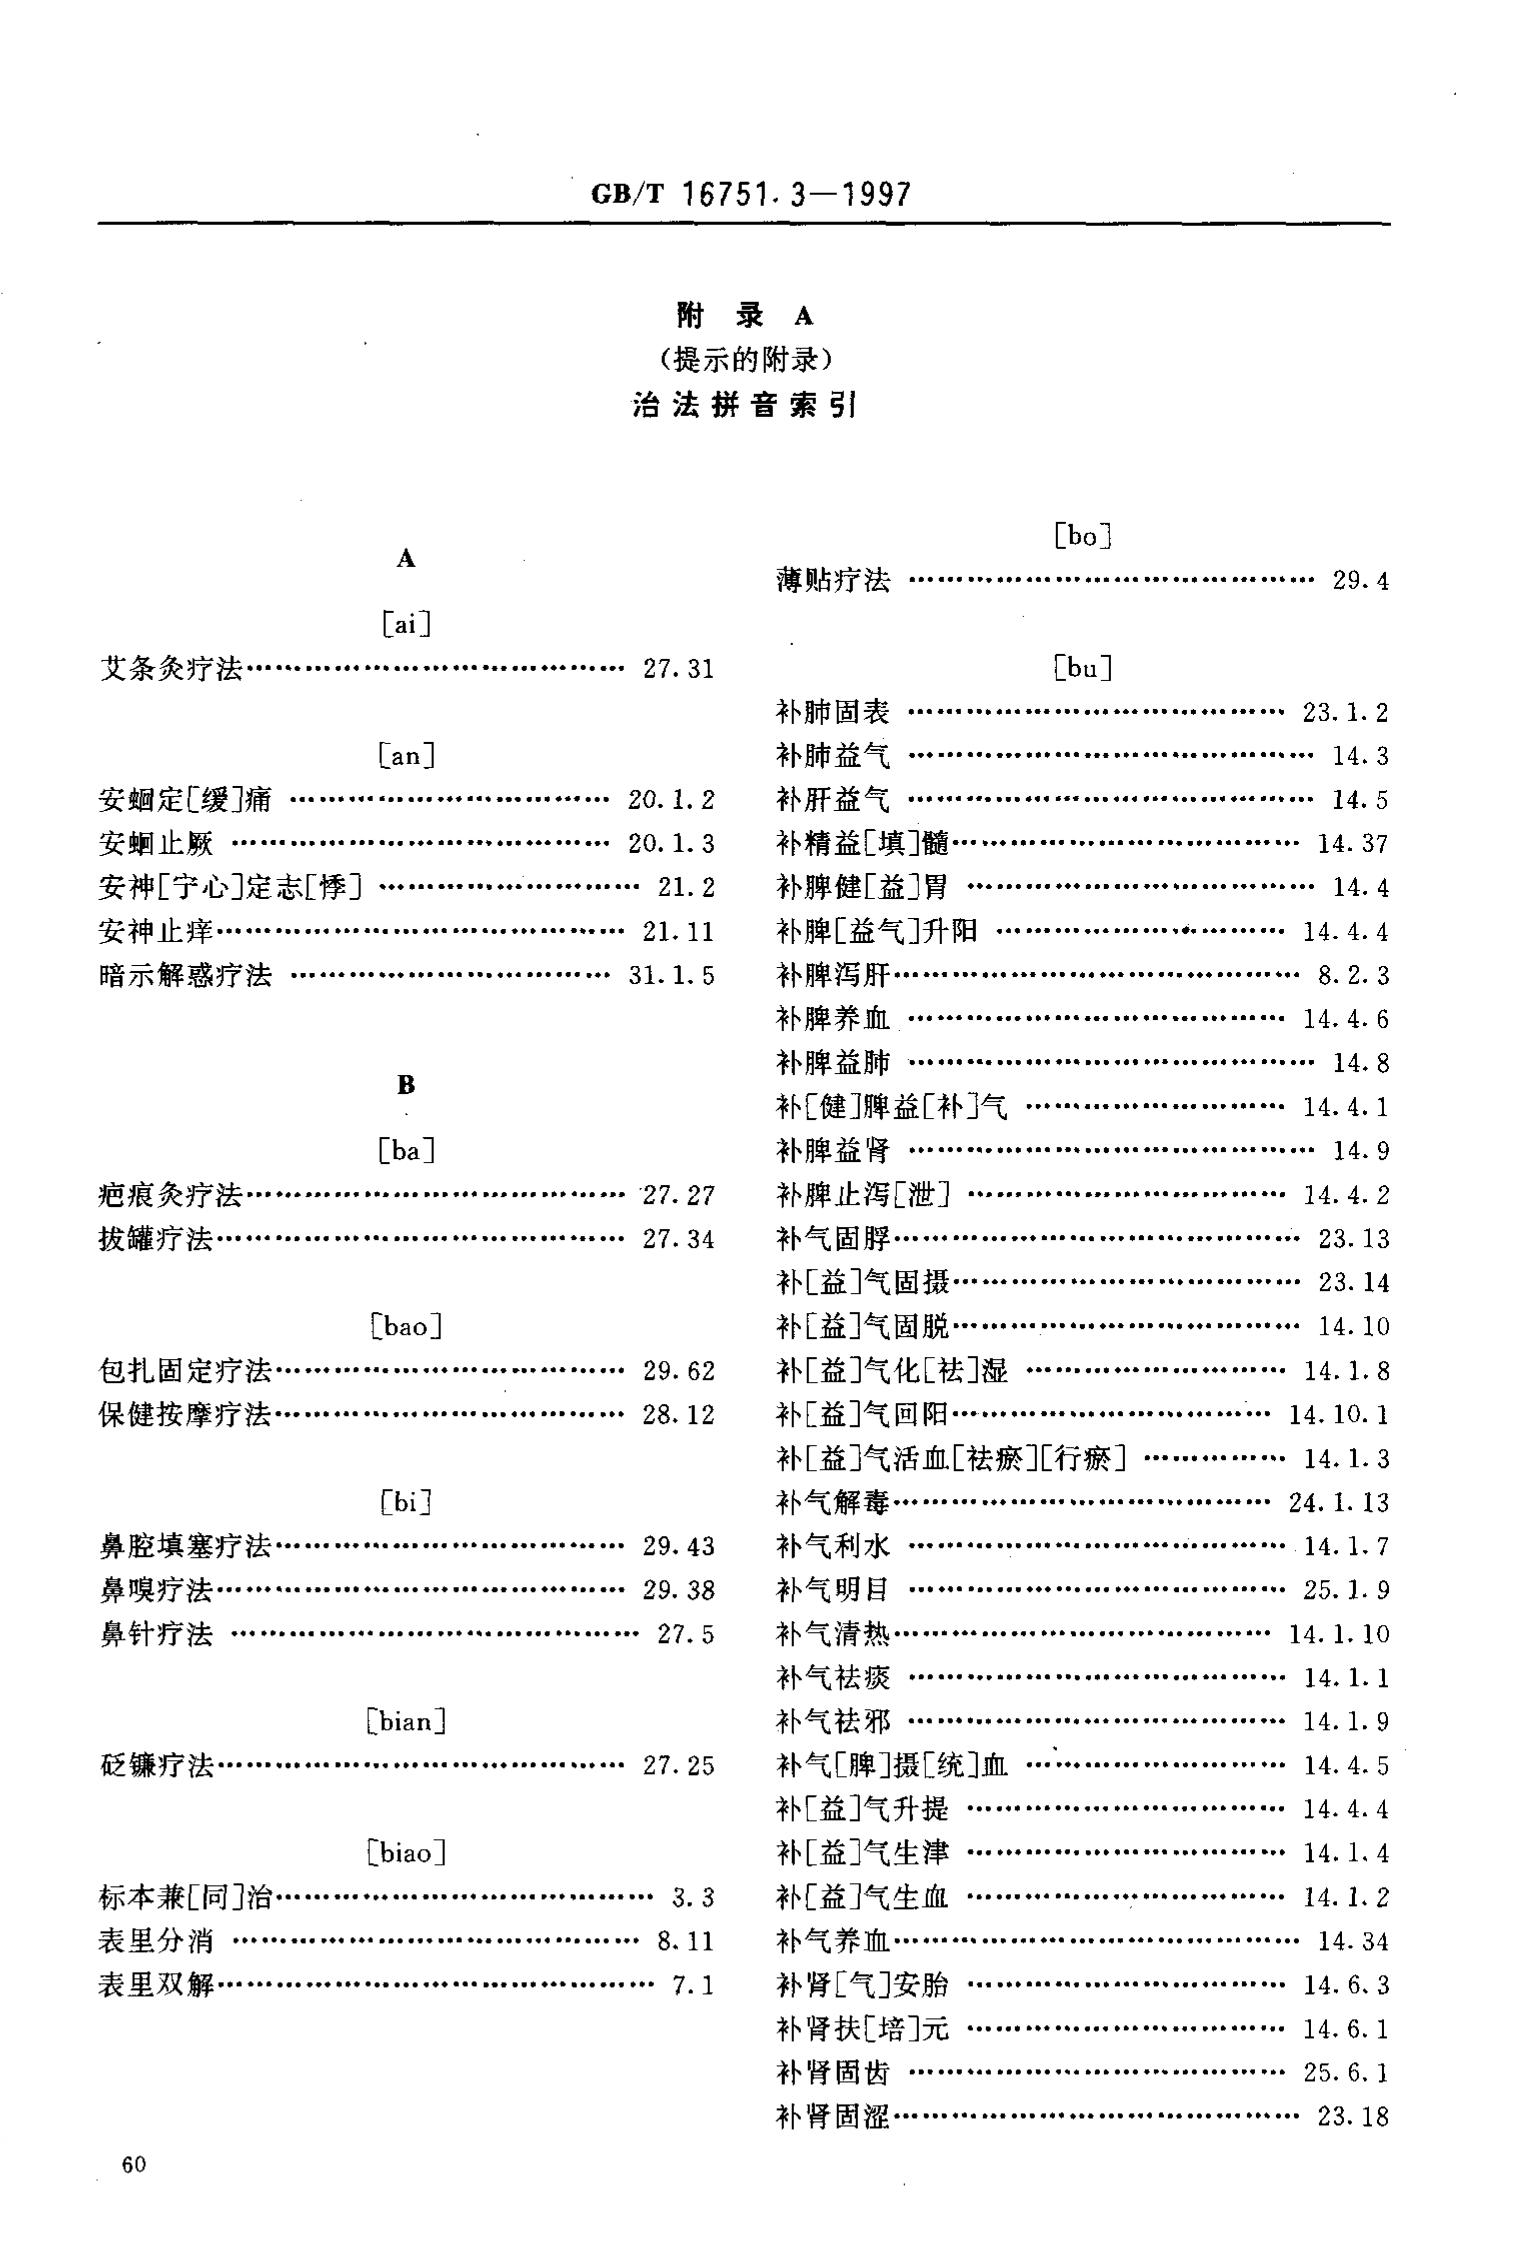 GB/T 16751.3—1997
附 录 A
(提示的附录)
治法拼音索引
A
[ai]
艾条灸疗法…………………………………… 27.31
[an]
安蛔定[缓]痛 ……………………………… 20.1.2
安蛔止厥 …………………………………… 20.1.3
安神[宁心]定志[悸] ……………………… 21.2
安神止痒……………………………………… 21.11
暗示解惑疗法 ……………………………… 31.1.5
B
[ba]
疤痕灸疗法…………………………………… 27.27
拔罐疗法……………………………………… 27.34
[bao]
包扎固定疗法………………………………… 29.62
保健按摩疗法………………………………… 28.12
[bi]
鼻腔填塞疗法………………………………… 29.43
鼻嗅疗法……………………………………… 29.38
鼻针疗法 ……………………………………… 27.5
[bian]
砭镰疗法……………………………………… 27.25
[biao]
标本兼[同]治…………………………………… 3.3
表里分消 ……………………………………… 8.11
表里双解………………………………………… 7.1
[bo]
薄贴疗法 ……………………………………… 29.4
[bu]
补肺固表 …………………………………… 23.1.2
补肺益气 ……………………………………… 14.3
补肝益气 ……………………………………… 14.5
补精益[填]髓………………………………… 14.37
补脾健[益]胃 ………………………………… 14.4
补脾[益气]升阳 …………………………… 14.4.4
补脾泻肝……………………………………… 8.2.3
补脾养血 …………………………………… 14.4.6
补脾益肺 ……………………………………… 14.8
补[健]脾益[补]气 ………………………… 14.4.1
补脾益肾 ……………………………………… 14.9
补脾止泻[泄] ……………………………… 14.4.2
补气固脬……………………………………… 23.13
补[益]气固摄………………………………… 23.14
补[益]气固脱………………………………… 14.10
补[益]气化[祛]湿 ………………………… 14.1.8
补[益]气回阳……………………………… 14.10.1
补[益]气活血[祛瘀][行瘀] …………… 14.1.3
补气解毒…………………………………… 24.1.13
补气利水 …………………………………… 14.1.7
补气明目 …………………………………… 25.1.9
补气清热…………………………………… 14.1.10
补气祛痰 …………………………………… 14.1.1
补气祛邪 …………………………………… 14.1.9
补气[脾]摄[统]血 ………………………… 14.4.5
补[益]气升提 ……………………………… 14.4.4
补[益]气生津 ……………………………… 14.1.4
补[益]气生血 ……………………………… 14.1.2
补气养血……………………………………… 14.34
补肾[气]安胎 ……………………………… 14.6.3
补肾扶[培]元 ……………………………… 14.6.1
补肾固齿 …………………………………… 25.6.1
补肾固涩……………………………………… 23.18
60